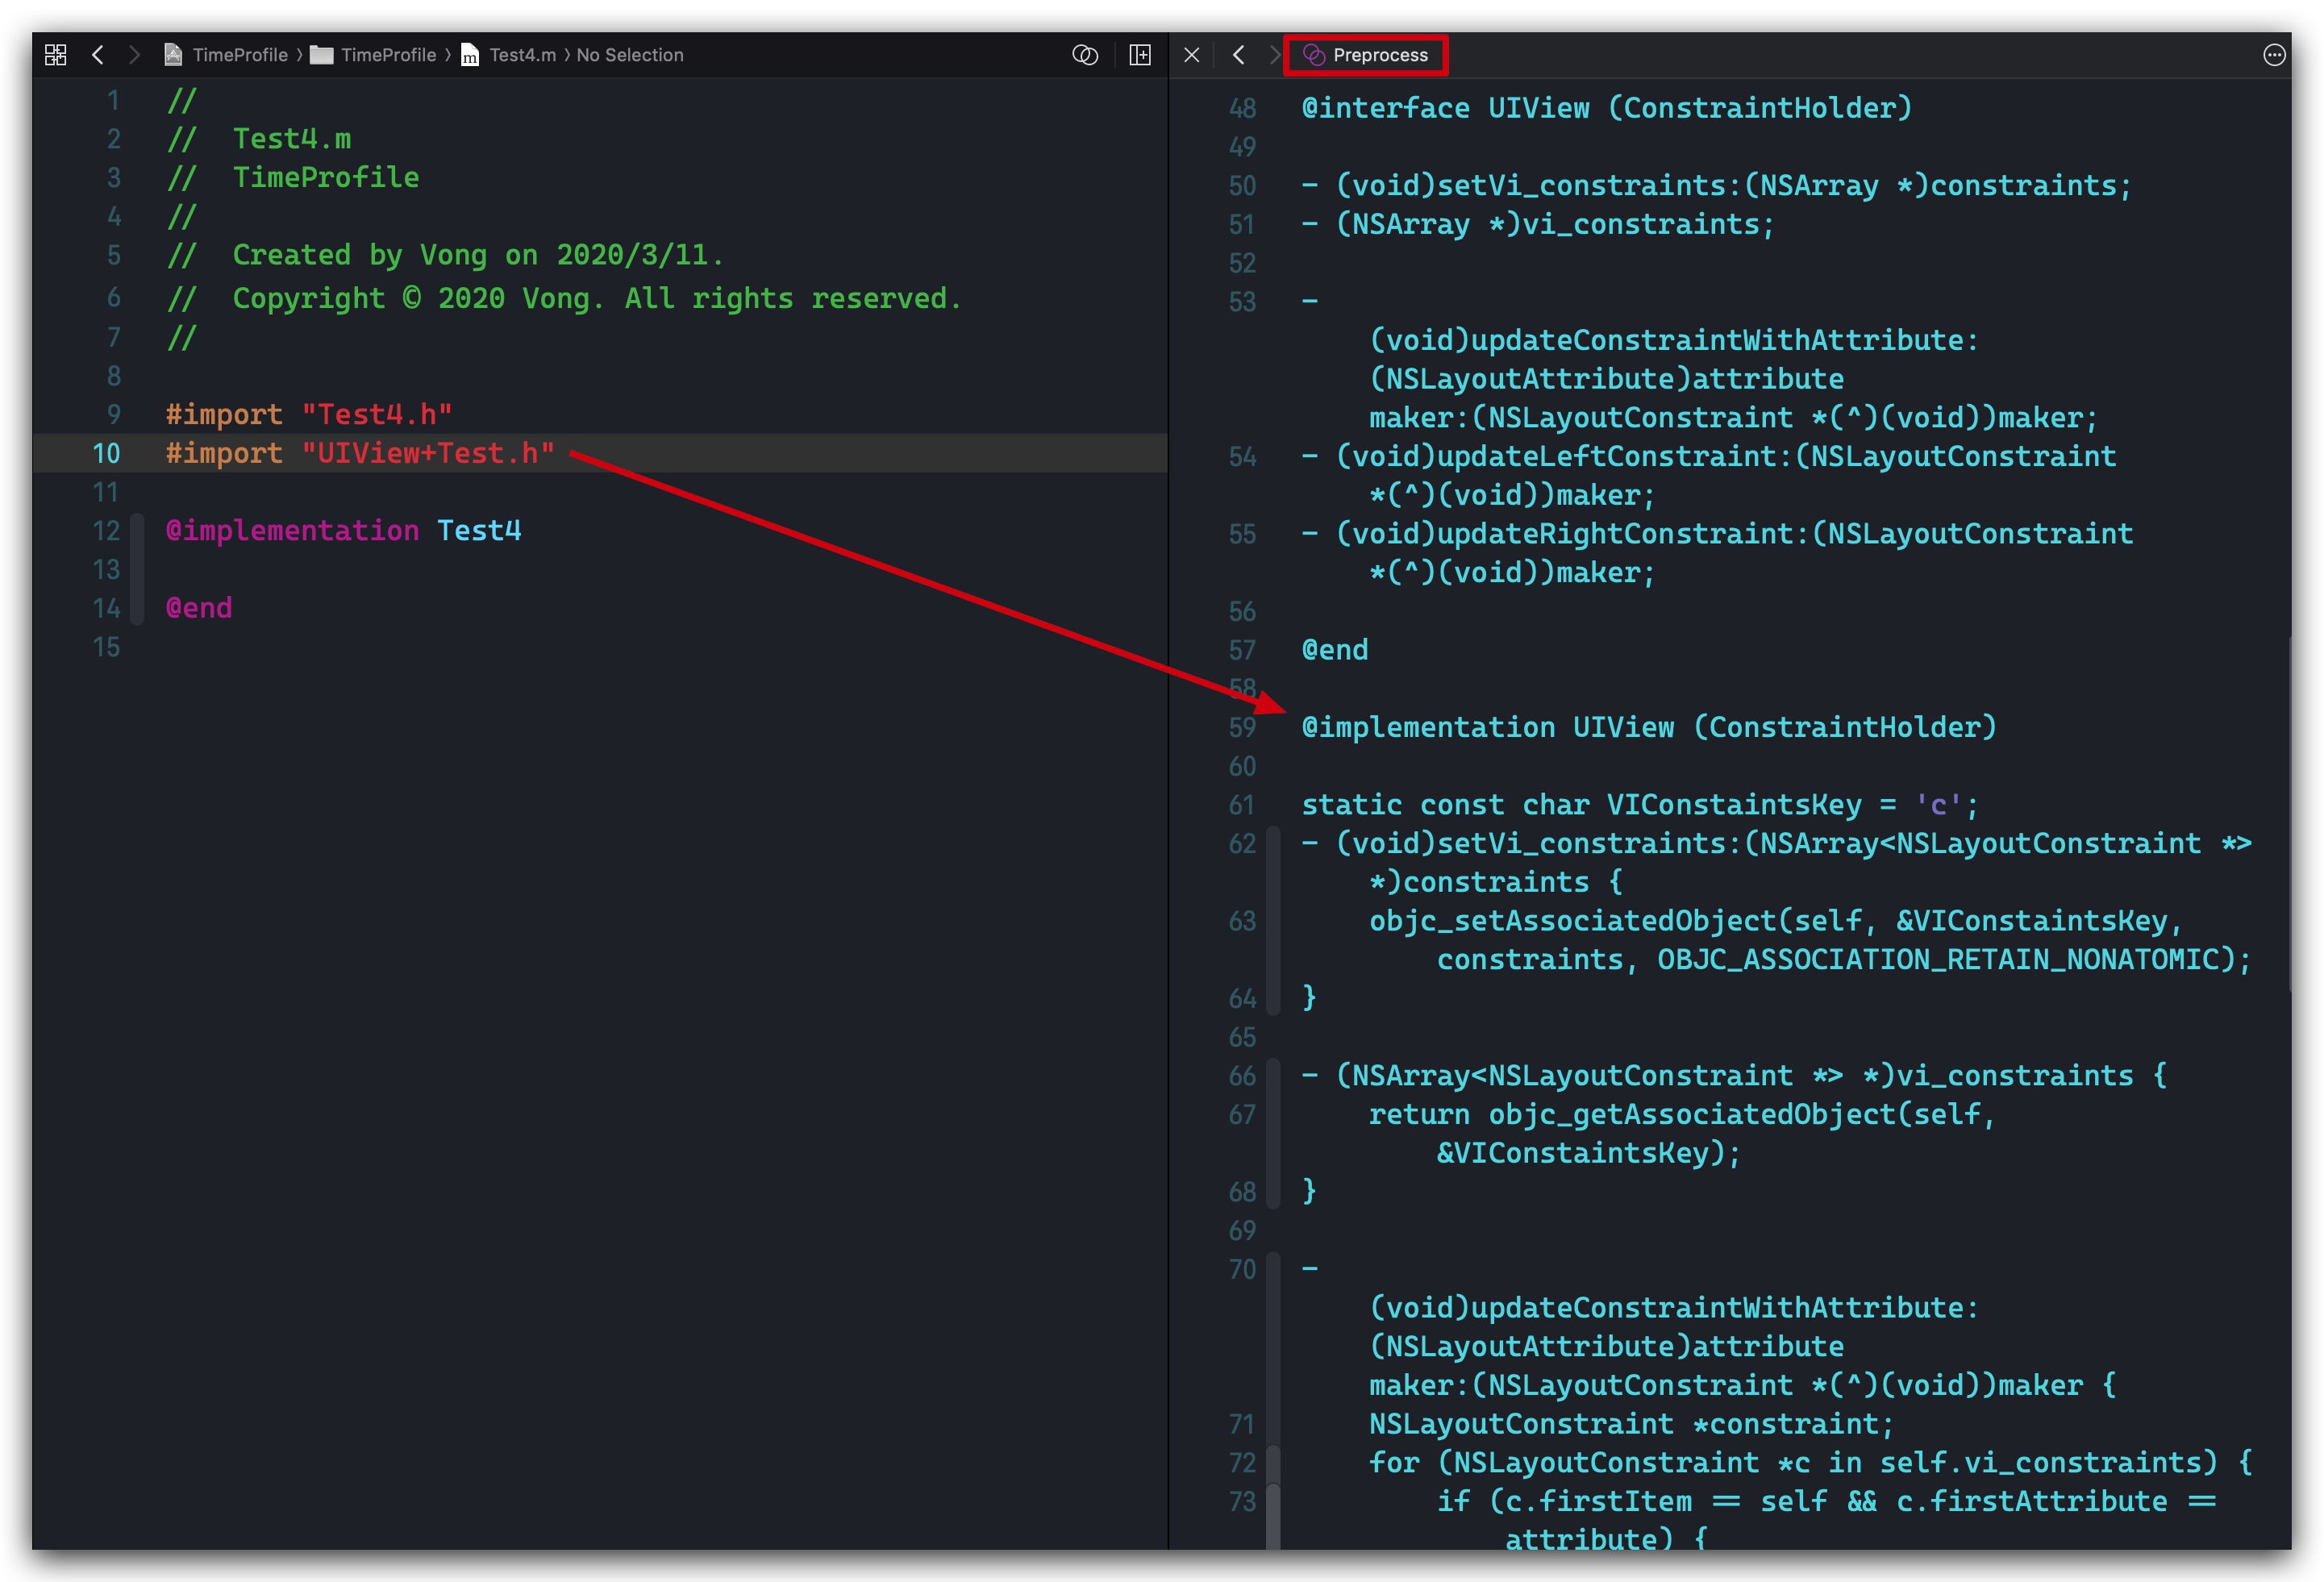 TimeProfile 〉 TimeProfile 〉 m Test4.m 〉 No Selection
1 //
2 //  Test4.m
3 //  TimeProfile
4 //
5 //  Created by Vong on 2020/3/11.
6 //  Copyright © 2020 Vong. All rights reserved.
7 //
8
9 #import "Test4.h"
10 #import "UIView+Test.h"
11
12 @implementation Test4
13
14 @end
15
Preprocess
48 @interface UIView (ConstraintHolder)
49
50 - (void)setVi_constraints:(NSArray *)constraints;
51 - (NSArray *)vi_constraints;
52
53 -
(void)updateConstraintWithAttribute:
(NSLayoutAttribute)attribute
maker:(NSLayoutConstraint *(^)(void))maker;
54 - (void)updateLeftConstraint:(NSLayoutConstraint
*(^)(void))maker;
55 - (void)updateRightConstraint:(NSLayoutConstraint
*(^)(void))maker;
56
57 @end
58
59 @implementation UIView (ConstraintHolder)
60
61 static const char VIConstaintsKey = 'c';
62 - (void)setVi_constraints:(NSArray<NSLayoutConstraint *>
*)constraints {
63 objc_setAssociatedObject(self, &VIConstaintsKey,
constraints, OBJC_ASSOCIATION_RETAIN_NONATOMIC);
64 }
65
66 - (NSArray<NSLayoutConstraint *> *)vi_constraints {
67 return objc_getAssociatedObject(self,
&VIConstaintsKey);
68 }
69
70 -
(void)updateConstraintWithAttribute:
(NSLayoutAttribute)attribute
maker:(NSLayoutConstraint *(^)(void))maker {
71 NSLayoutConstraint *constraint;
72 for (NSLayoutConstraint *c in self.vi_constraints) {
73 if (c.firstItem == self && c.firstAttribute ==
attribute) {